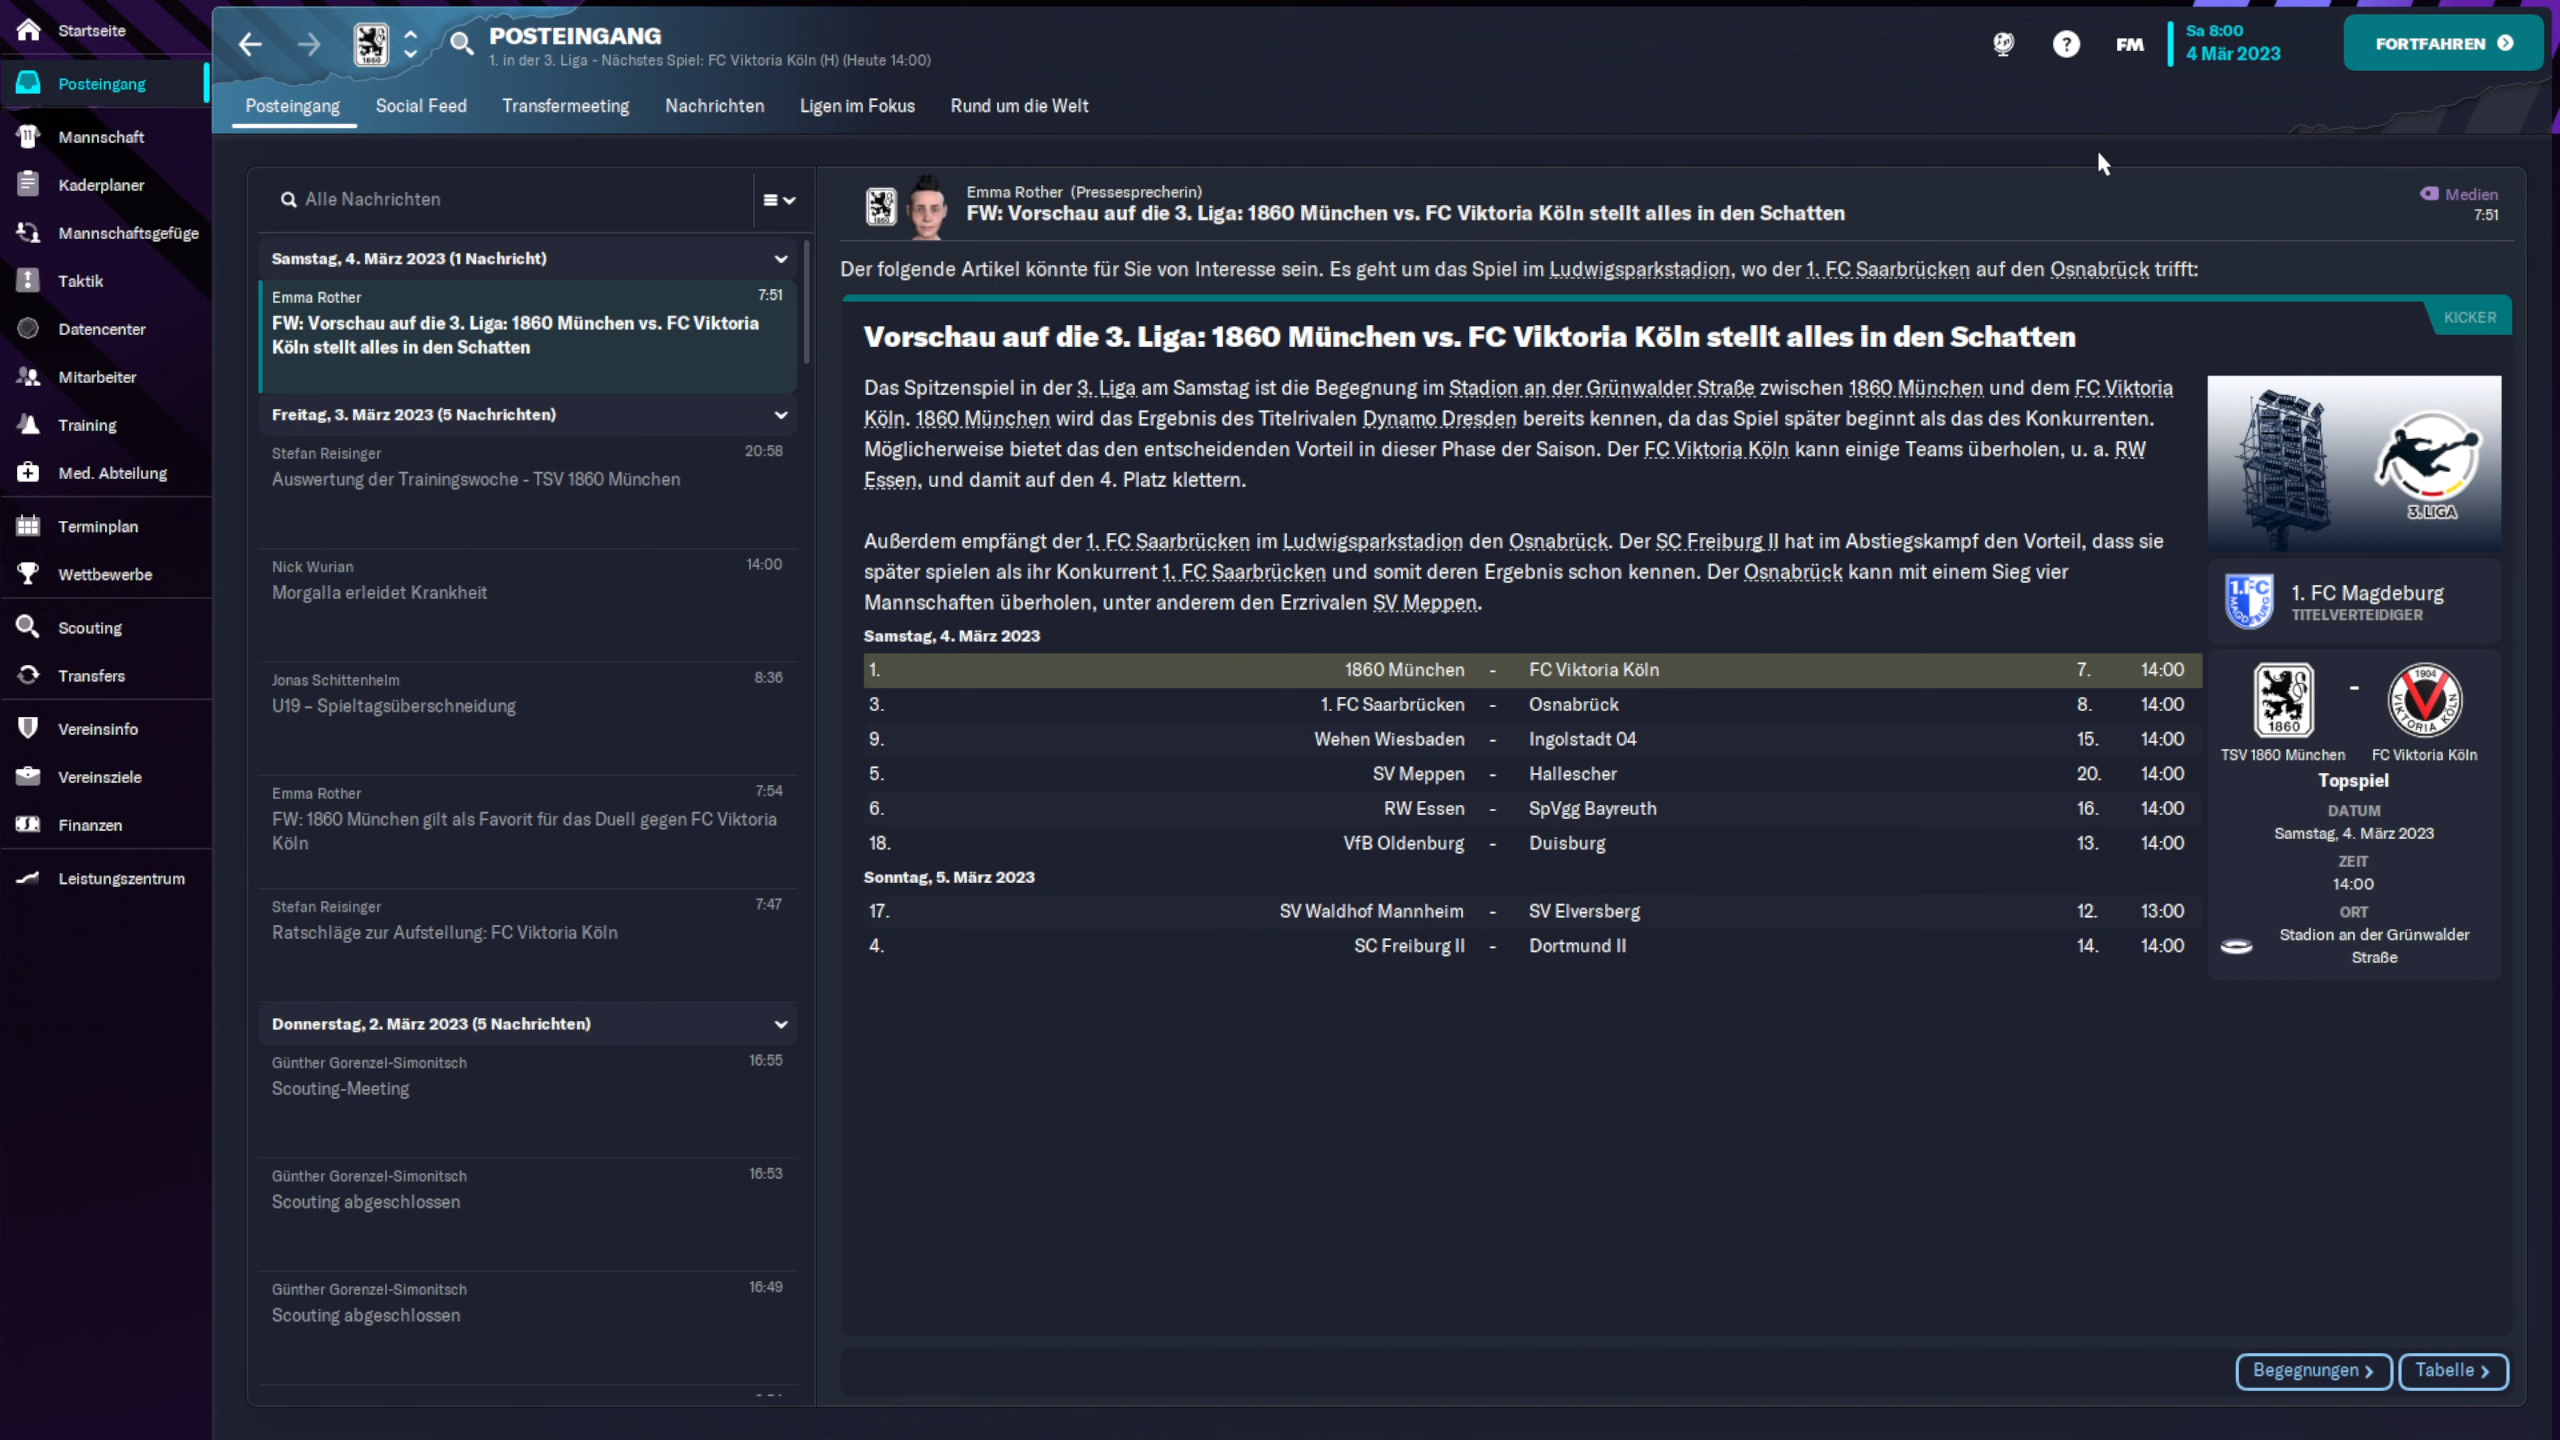 Startseite
Posteingang
Mannschaft
Kaderplaner
Mannschaftsgefüge
Taktik
Datencenter
Mitarbeiter
Training
Med. Abteilung
Terminplan
Wettbewerbe
Scouting
Transfers
Vereinsinfo
Vereinsziele
Finanzen
Leistungszentrum
POSTEINGANG
1. in der 3. Liga - Nächstes Spiel: FC Viktoria Köln (H) (Heute 14:00)
FM
Sa 8:00
4 Mär 2023
FORTFAHREN
Posteingang Social Feed Transfermeeting Nachrichten Ligen im Fokus Rund um die Welt
Alle Nachrichten
Samstag, 4. März 2023 (1 Nachricht)
Emma Rother 7:51
FW: Vorschau auf die 3. Liga: 1860 München vs. FC Viktoria
Köln stellt alles in den Schatten
Freitag, 3. März 2023 (5 Nachrichten)
Stefan Reisinger 20:58
Auswertung der Trainingswoche - TSV 1860 München
Nick Wurian 14:00
Morgalla erleidet Krankheit
Jonas Schittenhelm 8:36
U19 – Spieltagsüberschneidung
Emma Rother 7:54
FW: 1860 München gilt als Favorit für das Duell gegen FC Viktoria
Köln
Stefan Reisinger 7:47
Ratschläge zur Aufstellung: FC Viktoria Köln
Donnerstag, 2. März 2023 (5 Nachrichten)
Günther Gorenzel-Simonitsch 16:55
Scouting-Meeting
Günther Gorenzel-Simonitsch 16:53
Scouting abgeschlossen
Günther Gorenzel-Simonitsch 16:49
Scouting abgeschlossen
Emma Rother (Pressesprecherin)
FW: Vorschau auf die 3. Liga: 1860 München vs. FC Viktoria Köln stellt alles in den Schatten
Medien
7:51
Der folgende Artikel könnte für Sie von Interesse sein. Es geht um das Spiel im Ludwigsparkstadion, wo der 1. FC Saarbrücken auf den Osnabrück trifft:
KICKER
Vorschau auf die 3. Liga: 1860 München vs. FC Viktoria Köln stellt alles in den Schatten
Das Spitzenspiel in der 3. Liga am Samstag ist die Begegnung im Stadion an der Grünwalder Straße zwischen 1860 München und dem FC Viktoria
Köln. 1860 München wird das Ergebnis des Titelrivalen Dynamo Dresden bereits kennen, da das Spiel später beginnt als das des Konkurrenten.
Möglicherweise bietet das den entscheidenden Vorteil in dieser Phase der Saison. Der FC Viktoria Köln kann einige Teams überholen, u. a. RW
Essen, und damit auf den 4. Platz klettern.
Außerdem empfängt der 1. FC Saarbrücken im Ludwigsparkstadion den Osnabrück. Der SC Freiburg II hat im Abstiegskampf den Vorteil, dass sie
später spielen als ihr Konkurrent 1. FC Saarbrücken und somit deren Ergebnis schon kennen. Der Osnabrück kann mit einem Sieg vier
Mannschaften überholen, unter anderem den Erzrivalen SV Meppen.
Samstag, 4. März 2023
1. 1860 München - FC Viktoria Köln 7. 14:00
3. 1. FC Saarbrücken - Osnabrück 8. 14:00
9. Wehen Wiesbaden - Ingolstadt 04 15. 14:00
5. SV Meppen - Hallescher 20. 14:00
6. RW Essen - SpVgg Bayreuth 16. 14:00
18. VfB Oldenburg - Duisburg 13. 14:00
Sonntag, 5. März 2023
17. SV Waldhof Mannheim - SV Elversberg 12. 13:00
4. SC Freiburg II - Dortmund II 14. 14:00
3. LIGA
1. FC Magdeburg
TITELVERTEIDIGER
1860
1904
VIKTORIA KÖLN
-
TSV 1860 München FC Viktoria Köln
Topspiel
DATUM
Samstag, 4. März 2023
ZEIT
14:00
ORT
Stadion an der Grünwalder
Straße
Begegnungen Tabelle